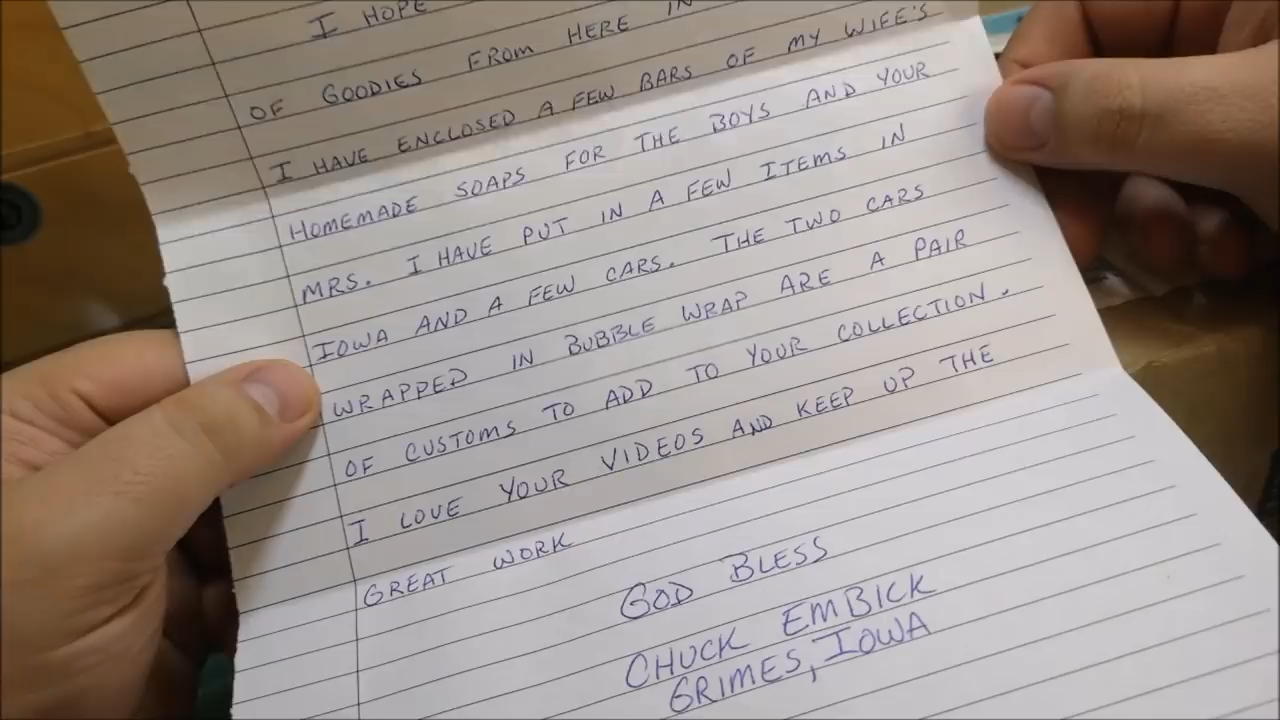 I HOPE
OF GOODIES FROM HERE IN
I HAVE ENCLOSED A FEW BARS OF MY WIFE'S
HOMEMADE SOAPS FOR THE BOYS AND YOUR
MRS. I HAVE PUT IN A FEW ITEMS IN
IOWA AND A FEW CARS. THE TWO CARS
WRAPPED IN BUBBLE WRAP ARE A PAIR
OF CUSTOMS TO ADD TO YOUR COLLECTION.
I LOVE YOUR VIDEOS AND KEEP UP THE
GREAT WORK
GOD BLESS
CHUCK EMBICK
GRIMES, IOWA